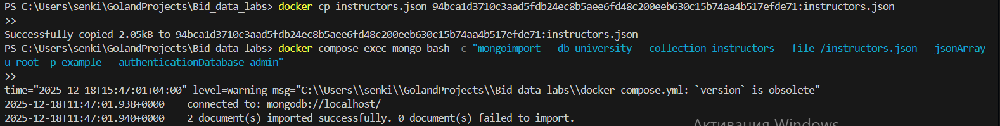 PS C:\Users\senki\GolandProjects\Bid_data_labs> docker cp instructors.json 94bca1d3710c3aad5fdb24ec8b5aee6fd48c200eeb630c15b74aa4b517efde71:instructors.json
>>
Successfully copied 2.05kB to 94bca1d3710c3aad5fdb24ec8b5aee6fd48c200eeb630c15b74aa4b517efde71:instructors.json
PS C:\Users\senki\GolandProjects\Bid_data_labs> docker compose exec mongo bash -c "mongoimport --db university --collection instructors --file /instructors.json --jsonArray -
u root -p example --authenticationDatabase admin"
>>
time="2025-12-18T15:47:01+04:00" level=warning msg="C:\\Users\\senki\\GolandProjects\\Bid_data_labs\\docker-compose.yml: `version` is obsolete"
2025-12-18T11:47:01.938+0000    connected to: mongodb://localhost/
2025-12-18T11:47:01.940+0000    2 document(s) imported successfully. 0 document(s) failed to import.
Активация Windows